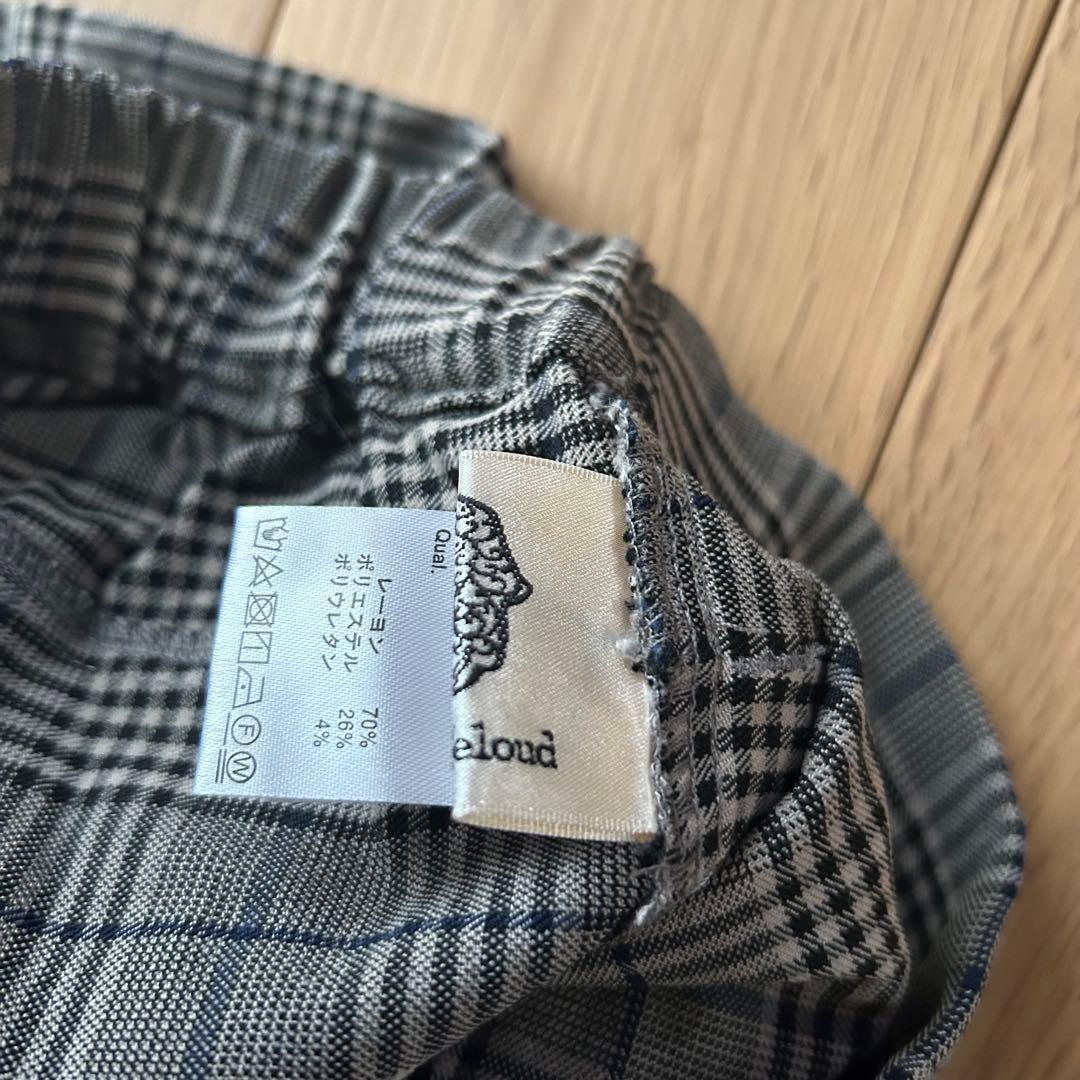 Qual.
レーヨン 70%
ポリエステル 26%
ポリウレタン 4%
F
W
eloud